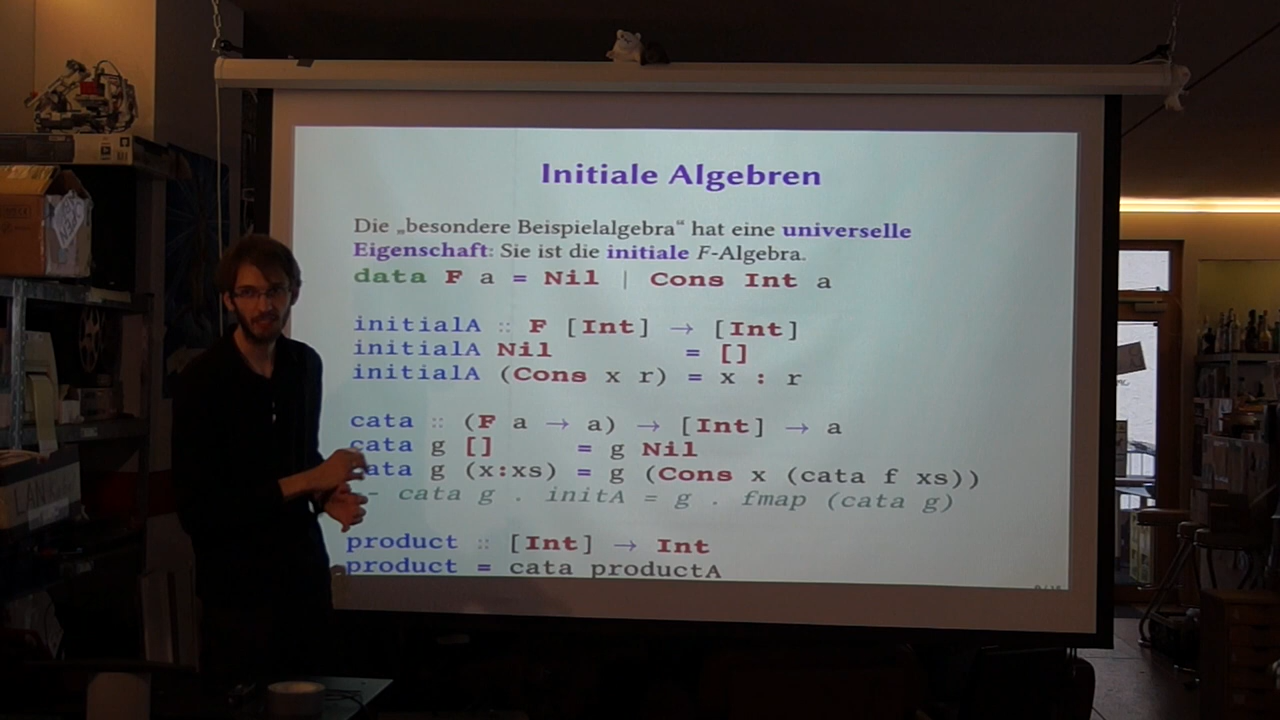 Initiale Algebren
Die „besondere Beispielalgebra“ hat eine universelle
Eigenschaft: Sie ist die initiale F-Algebra.
data F a = Nil | Cons Int a
initialA :: F [Int] → [Int]
initialA Nil = []
initialA (Cons x r) = x : r
cata :: (F a → a) → [Int] → a
cata g [] = g Nil
cata g (x:xs) = g (Cons x (cata f xs))
- cata g . initA = g . fmap (cata g)
product :: [Int] → Int
product = cata productA